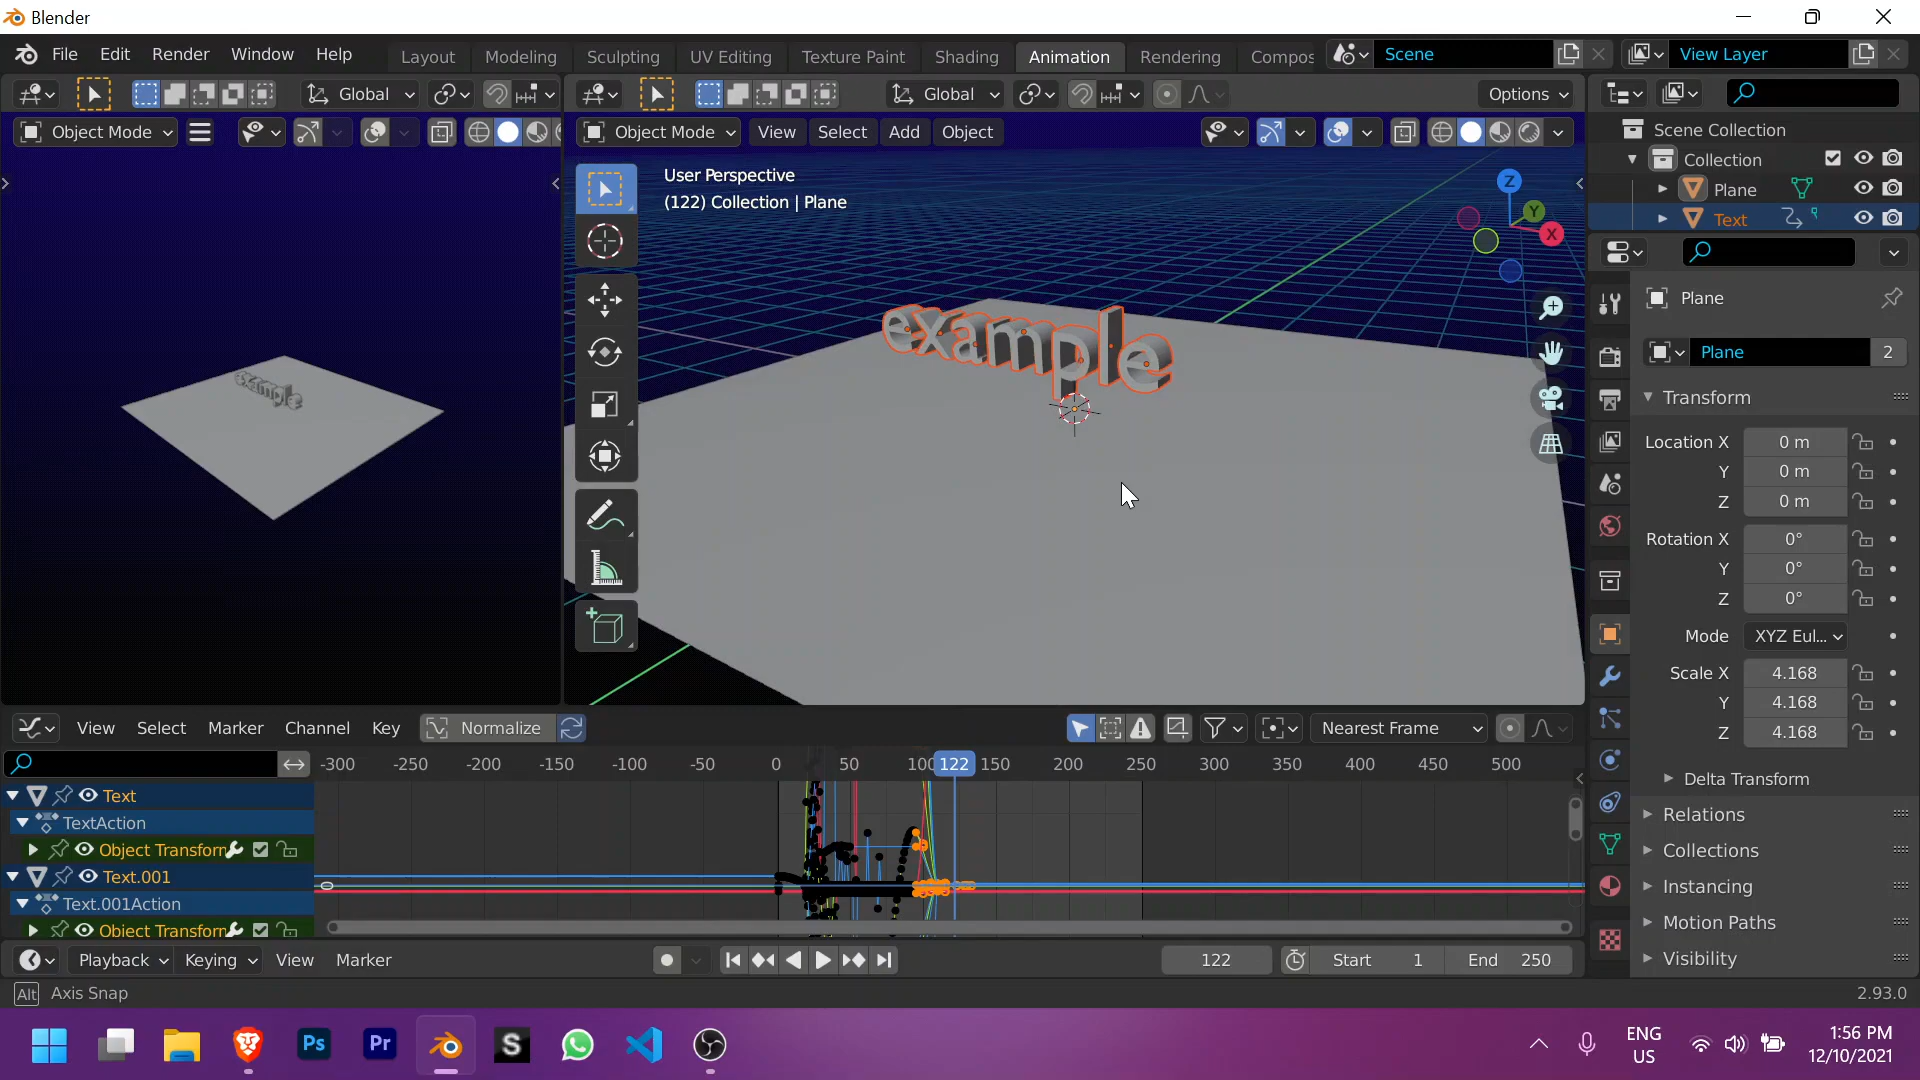 Blender
File Edit Render Window Help
Layout Modeling Sculpting UV Editing Texture Paint Shading Animation Rendering Compos
Scene
View Layer
Global
Global
Options
Object Mode
Object Mode View Select Add Object
User Perspective
(122) Collection | Plane
Z
Y
X
example
example
Scene Collection
Collection
Plane
Text
Plane
Plane 2
Transform
Location X 0 m
Y 0 m
Z 0 m
Rotation X 0°
Y 0°
Z 0°
Mode XYZ Eul...
Scale X 4.168
Y 4.168
Z 4.168
Delta Transform
Relations
Collections
Instancing
Motion Paths
Visibility
View Select Marker Channel Key Normalize Nearest Frame
-300 -250 -200 -150 -100 -50 0 50 100 122 150 200 250 300 350 400 450 500
Text
TextAction
Object Transforn
Text.001
Text.001Action
Object Transforn
Playback Keying View Marker 122 Start 1 End 250
Alt Axis Snap 2.93.0
Ps Pr S
ENG
US
1:56 PM
12/10/2021